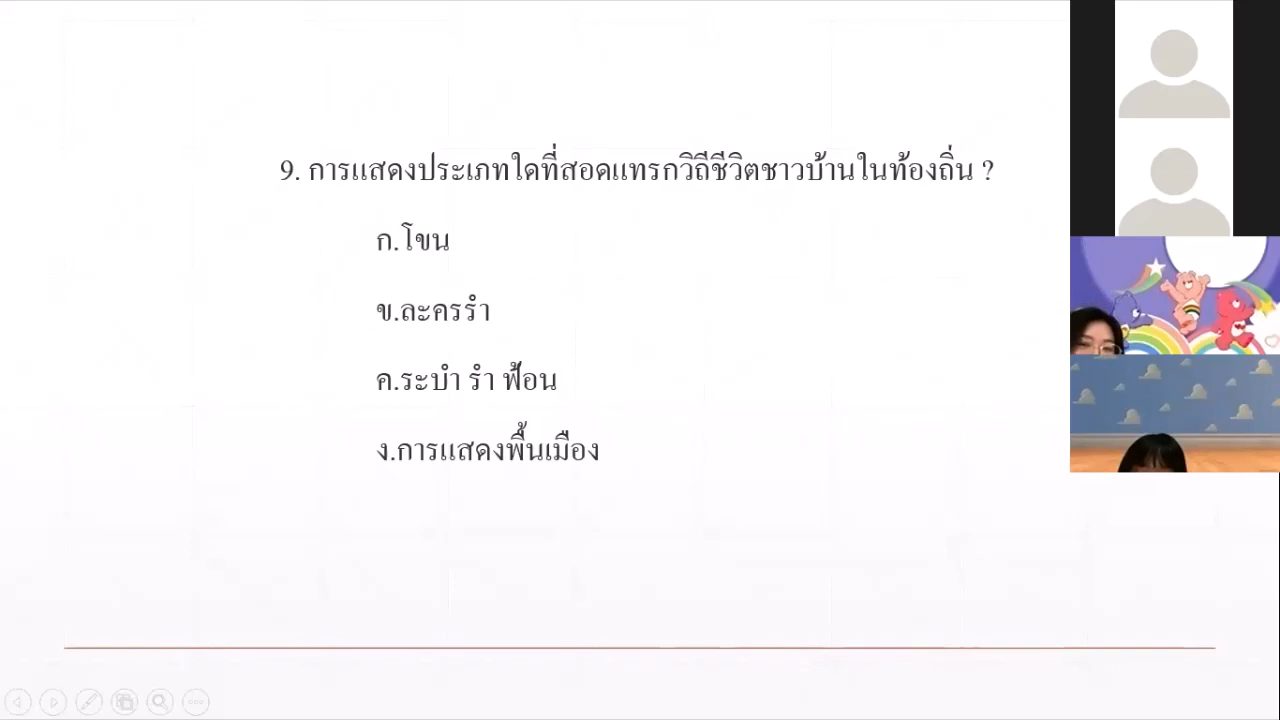 9. การแสดงประเภทใดที่สอดแทรกวิถีชีวิตชาวบ้านในท้องถิ่น ?
ก.โขน
ข.ละครรำ
ค.ระบำ รำ ฟ้อน
ง.การแสดงพื้นเมือง